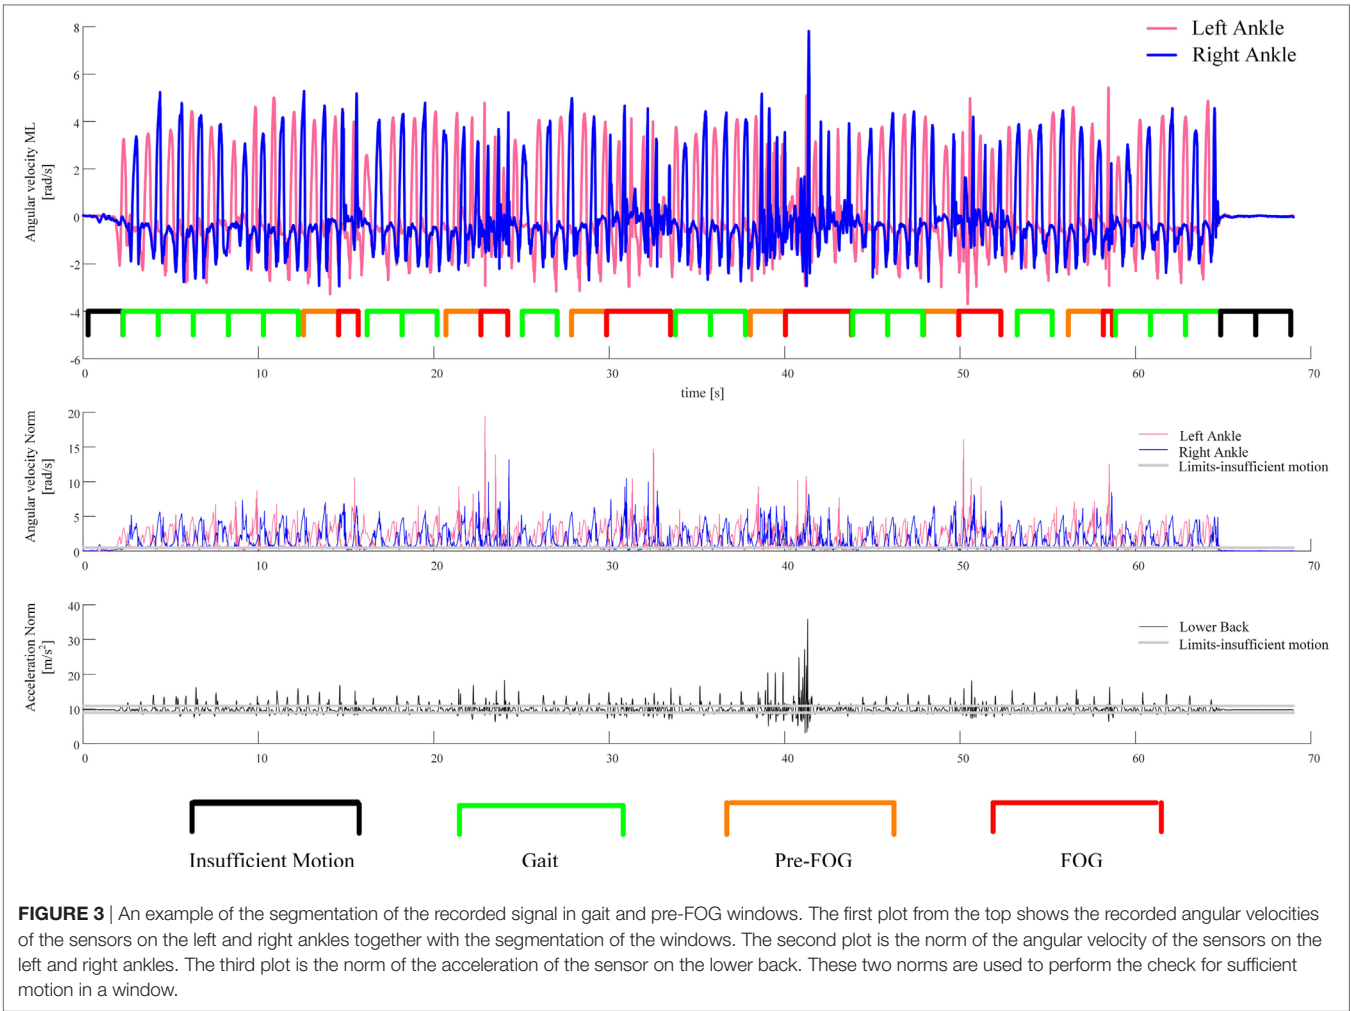 Left Ankle
Right Ankle
Angular velocity ML
[rad/s]
8
6
4
2
0
-2
-4
-6
0 10 20 30 40 50 60 70
time [s]
Angular velocity Norm
[rad/s]
20
15
10
5
0
Left Ankle
Right Ankle
Limits-insufficient motion
0 10 20 30 40 50 60 70
Acceleration Norm
[m/s²]
40
30
20
10
0
Lower Back
Limits-insufficient motion
0 10 20 30 40 50 60 70
Insufficient Motion Gait Pre-FOG FOG
FIGURE 3 | An example of the segmentation of the recorded signal in gait and pre-FOG windows. The first plot from the top shows the recorded angular velocities
of the sensors on the left and right ankles together with the segmentation of the windows. The second plot is the norm of the angular velocity of the sensors on the
left and right ankles. The third plot is the norm of the acceleration of the sensor on the lower back. These two norms are used to perform the check for sufficient
motion in a window.